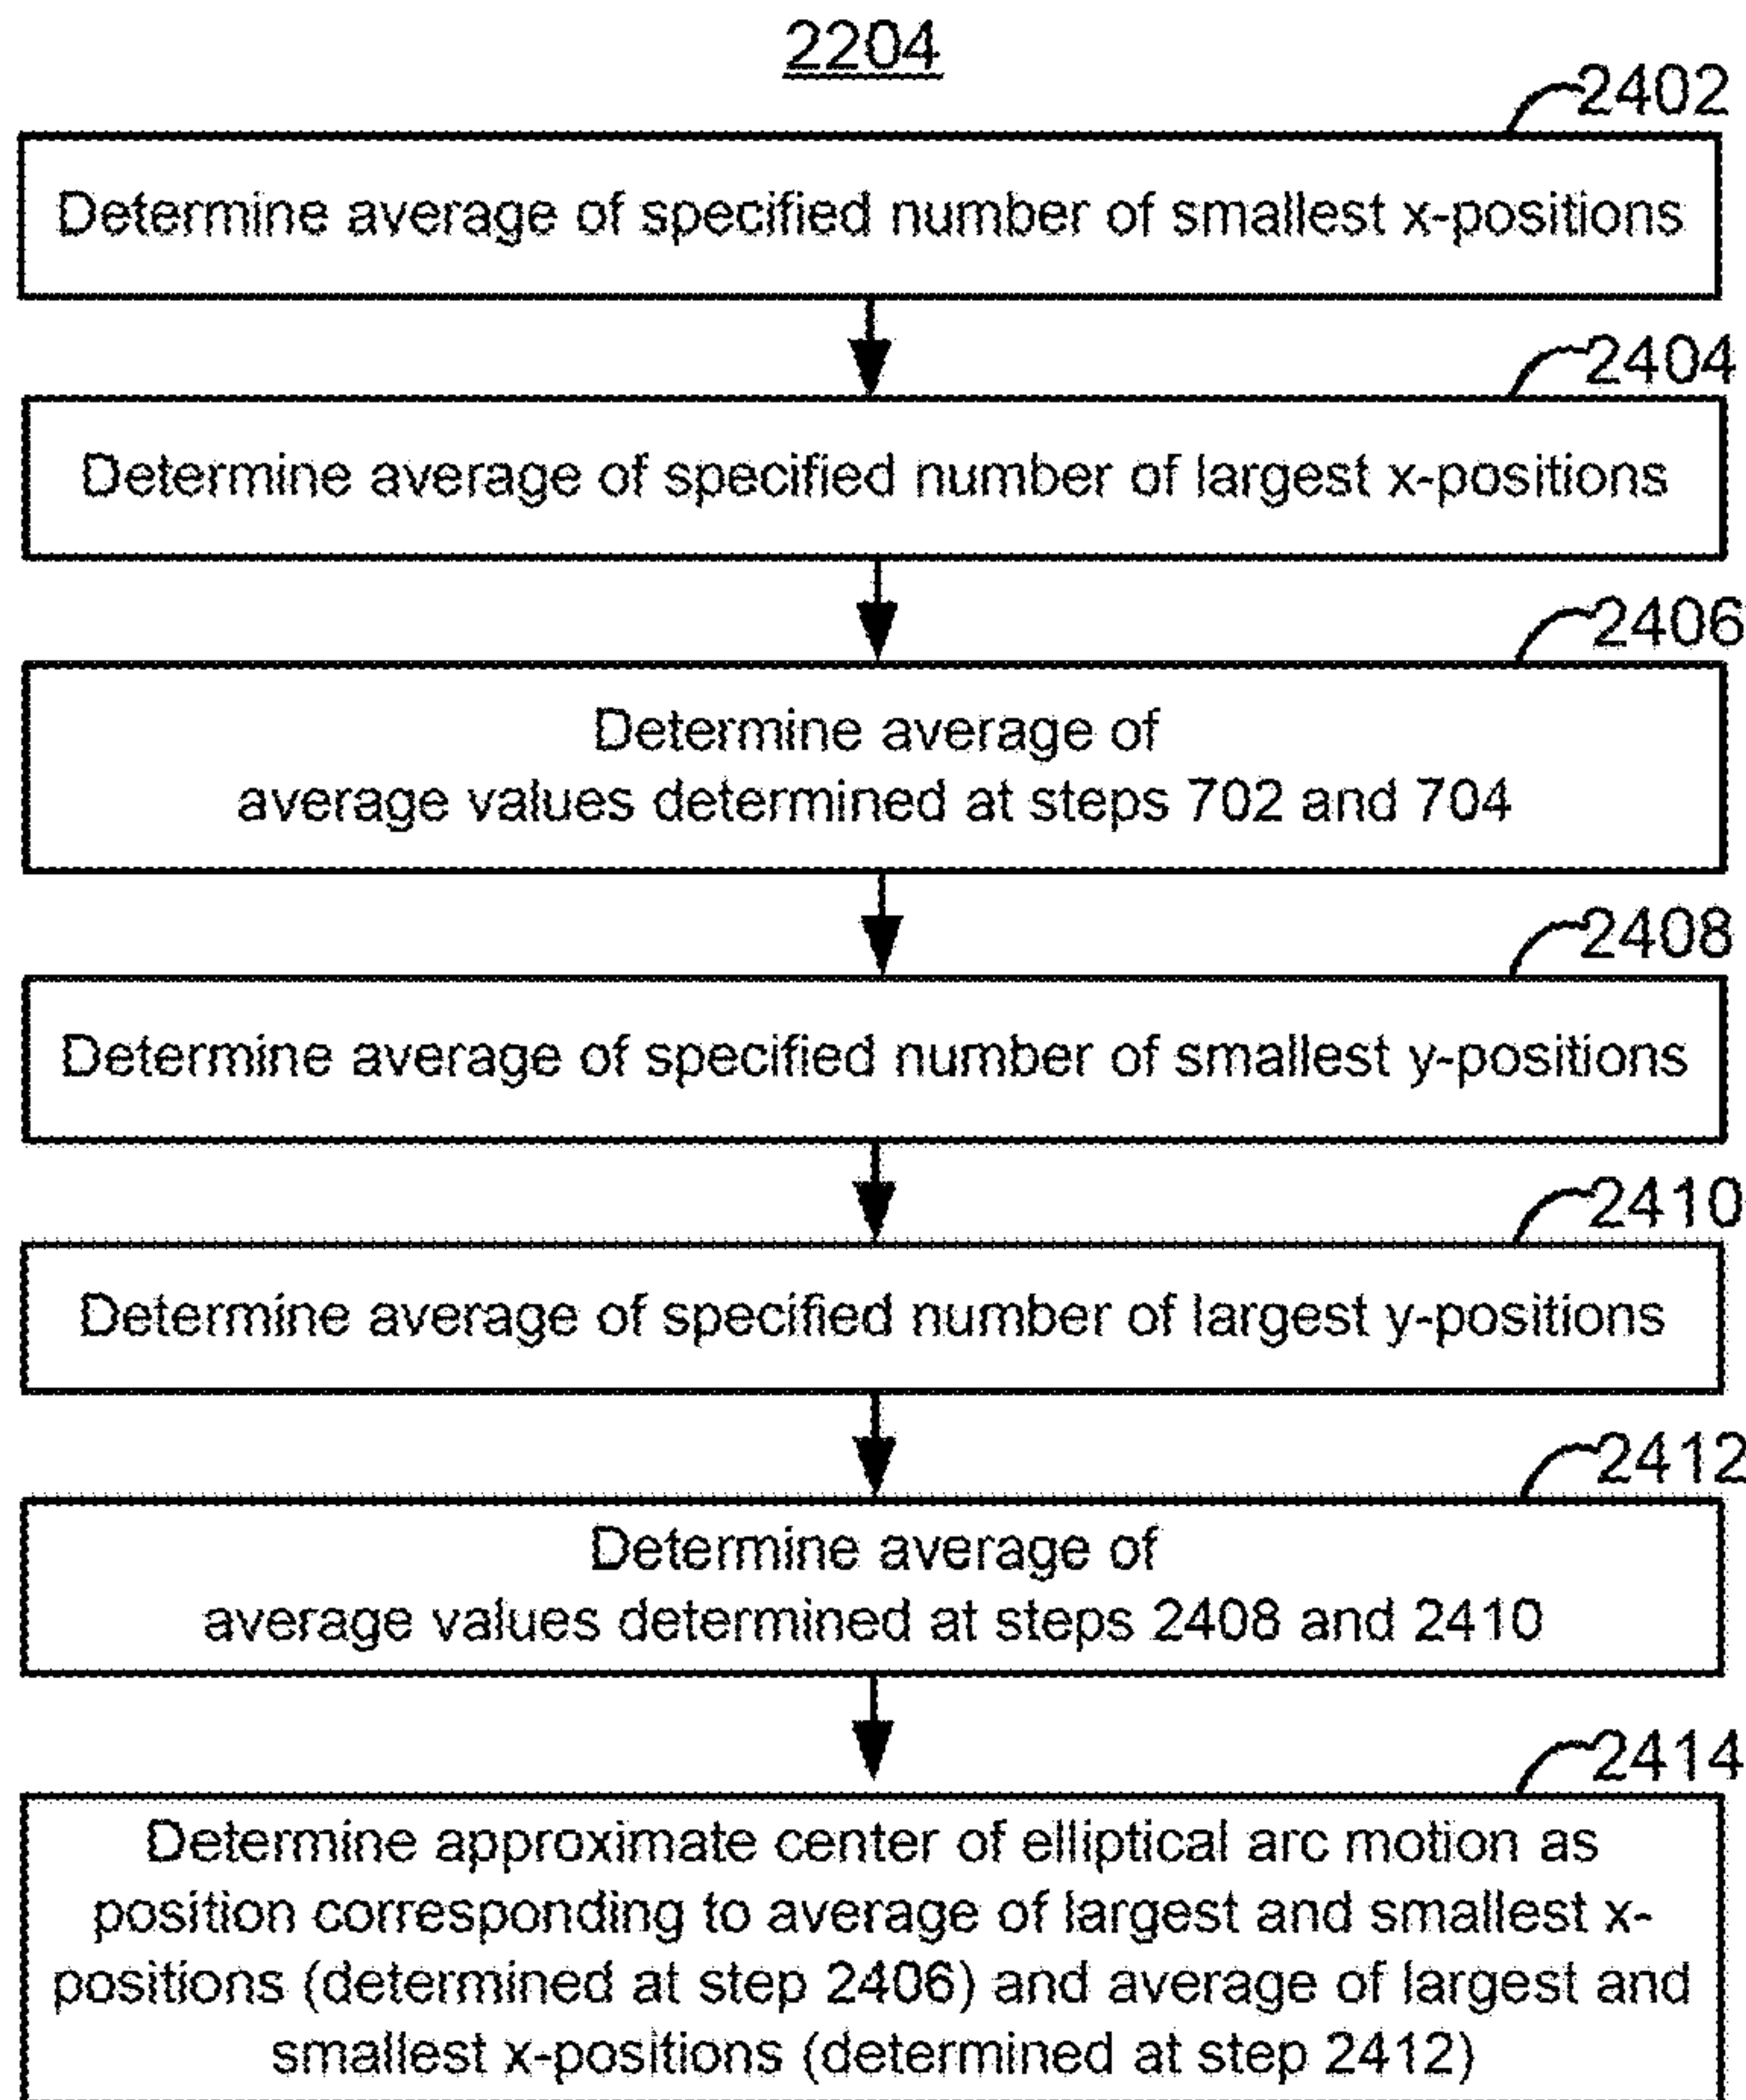 2204
2402
Determine average of specified number of smallest x-positions
2404
Determine average of specified number of largest x-positions
2406
Determine average of
average values determined at steps 702 and 704
2408
Determine average of specified number of smallest y-positions
2410
Determine average of specified number of largest y-positions
2412
Determine average of
average values determined at steps 2408 and 2410
2414
Determine approximate center of elliptical arc motion as
position corresponding to average of largest and smallest x-
positions (determined at step 2406) and average of largest and
smallest x-positions (determined at step 2412)